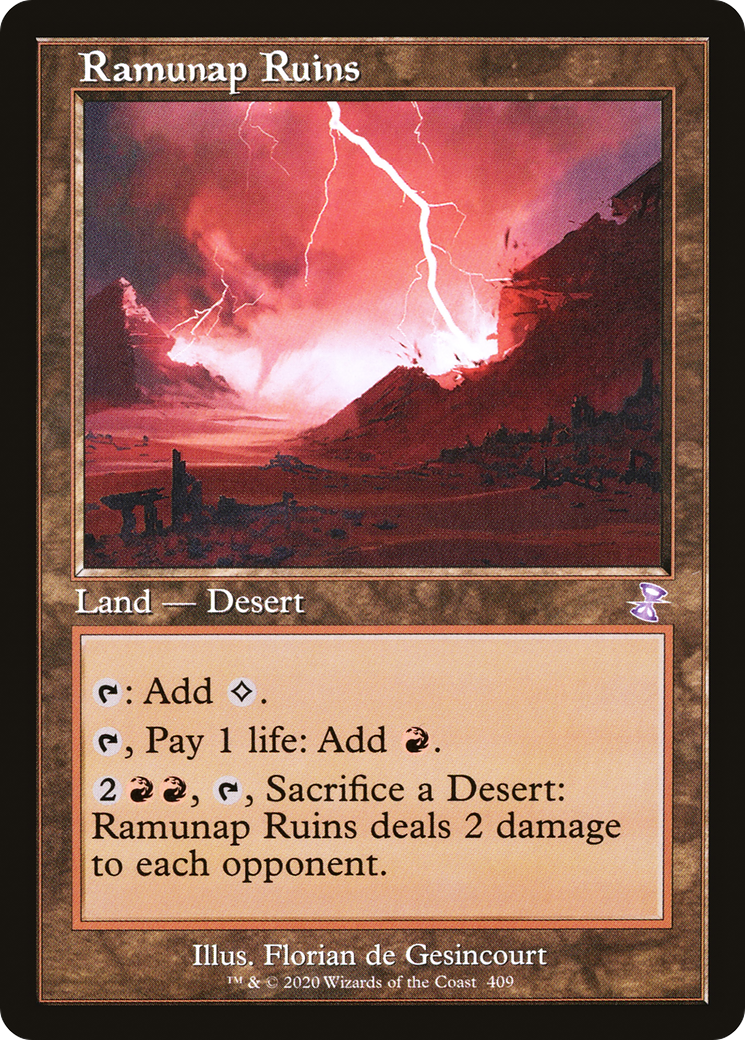 Ramunap Ruins
Land — Desert
: Add .
, Pay 1 life: Add .
2, , Sacrifice a Desert:
Ramunap Ruins deals 2 damage
to each opponent.
Illus. Florian de Gesincourt
™ & © 2020 Wizards of the Coast 409